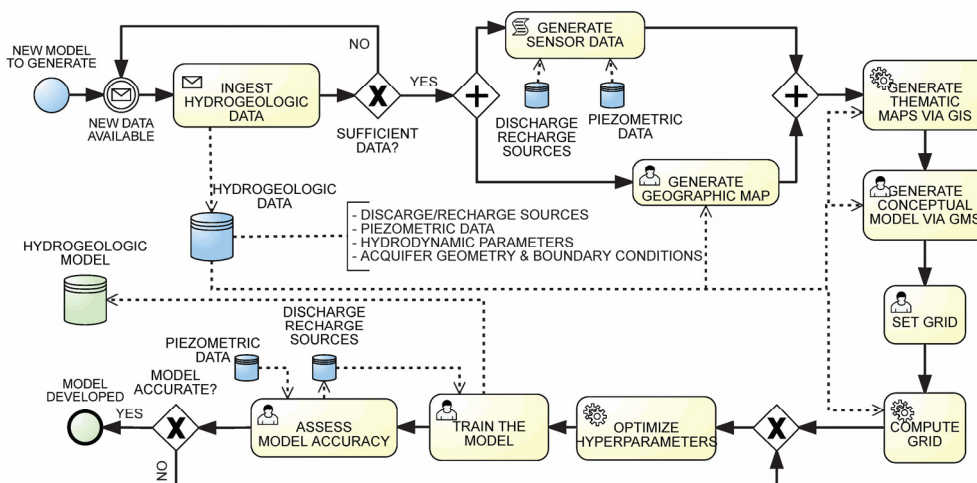 NEW MODEL
TO GENERATE
NEW DATA
AVAILABLE
INGEST
HYDROGEOLOGIC
DATA
NO
YES
SUFFICIENT
DATA?
GENERATE
SENSOR DATA
DISCHARGE
RECHARGE
SOURCES
PIEZOMETRIC
DATA
GENERATE
GEOGRAPHIC MAP
GENERATE
THEMATIC
MAPS VIA GIS
GENERATE
CONCEPTUAL
MODEL VIA GMS
HYDROGEOLOGIC
DATA
- DISCARGE/RECHARGE SOURCES
- PIEZOMETRIC DATA
- HYDRODYNAMIC PARAMETERS
- ACQUIFER GEOMETRY & BOUNDARY CONDITIONS
HYDROGEOLOGIC
MODEL
SET GRID
COMPUTE
GRID
OPTIMIZE
HYPERPARAMETERS
TRAIN THE
MODEL
DISCHARGE
RECHARGE
SOURCES
PIEZOMETRIC
DATA
ASSESS
MODEL ACCURACY
MODEL
ACCURATE?
YES
NO
MODEL
DEVELOPED